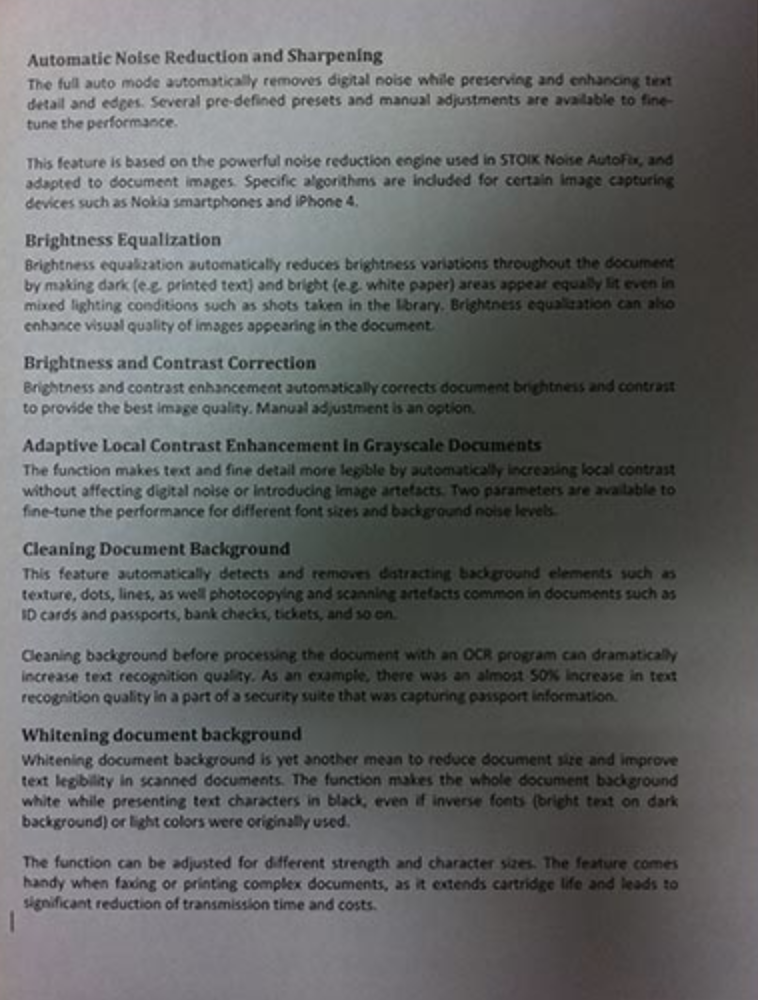 Automatic Noise Reduction and Sharpening
The full auto mode automatically removes digital noise while preserving and enhancing text
detail and edges. Several pre-defined presets and manual adjustments are available to fine-
tune the performance.
This feature is based on the powerful noise reduction engine used in STOIK Noise AutoFix, and
adapted to document images. Specific algorithms are included for certain image capturing
devices such as Nokia smartphones and iPhone 4.
Brightness Equalization
Brightness equalization automatically reduces brightness variations throughout the document
by making dark (e.g. printed text) and bright (e.g. white paper) areas appear equally lit even in
mixed lighting conditions such as shots taken in the library. Brightness equalization can also
enhance visual quality of images appearing in the document.
Brightness and Contrast Correction
Brightness and contrast enhancement automatically corrects document brightness and contrast
to provide the best image quality. Manual adjustment is an option.
Adaptive Local Contrast Enhancement in Grayscale Documents
The function makes text and fine detail more legible by automatically increasing local contrast
without affecting digital noise or introducing image artefacts. Two parameters are available to
fine-tune the performance for different font sizes and background noise levels.
Cleaning Document Background
This feature automatically detects and removes distracting background elements such as
texture, dots, lines, as well photocopying and scanning artefacts common in documents such as
ID cards and passports, bank checks, tickets, and so on.
Cleaning background before processing the document with an OCR program can dramatically
increase text recognition quality. As an example, there was an almost 50% increase in text
recognition quality in a part of a security suite that was capturing passport information.
Whitening document background
Whitening document background is yet another mean to reduce document size and improve
text legibility in scanned documents. The function makes the whole document background
white while presenting text characters in black, even if inverse fonts (bright text on dark
background) or light colors were originally used.
The function can be adjusted for different strength and character sizes. The feature comes
handy when faxing or printing complex documents, as it extends cartridge life and leads to
significant reduction of transmission time and costs.